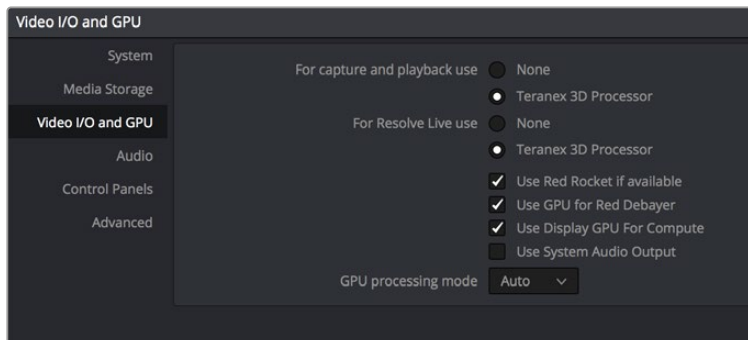 Video I/O and GPU
System
Media Storage
Video I/O and GPU
Audio
Control Panels
Advanced
For capture and playback use None
Teranex 3D Processor
For Resolve Live use None
Teranex 3D Processor
Use Red Rocket if available
Use GPU for Red Debayer
Use Display GPU For Compute
Use System Audio Output
GPU processing mode Auto